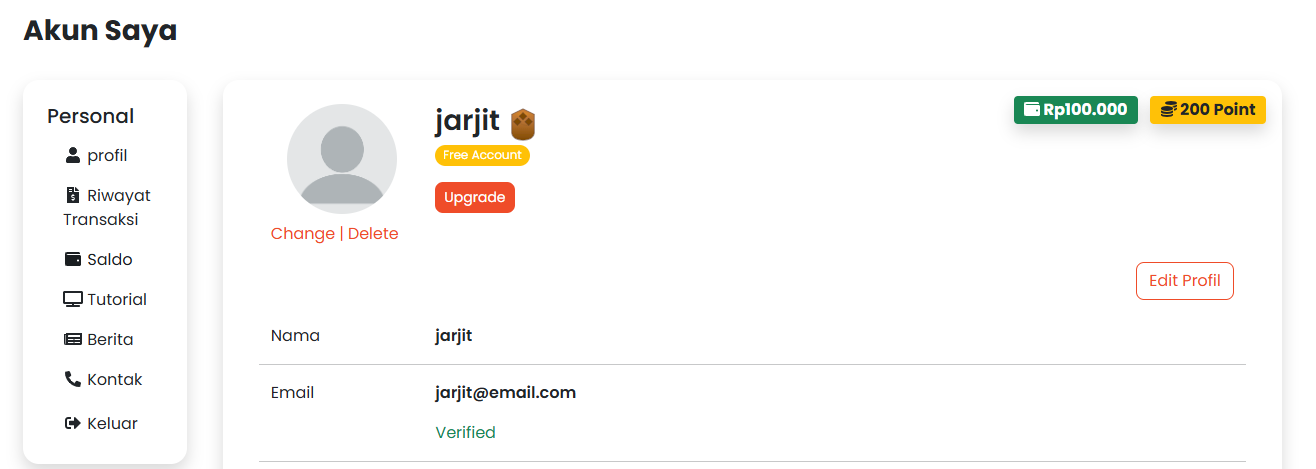 Akun Saya
Personal
profil
Riwayat
Transaksi
Saldo
Tutorial
Berita
Kontak
Keluar
jarjit
Free Account
Upgrade
Change | Delete
Rp100.000
200 Point
Edit Profil
Nama jarjit
Email jarjit@email.com
Verified